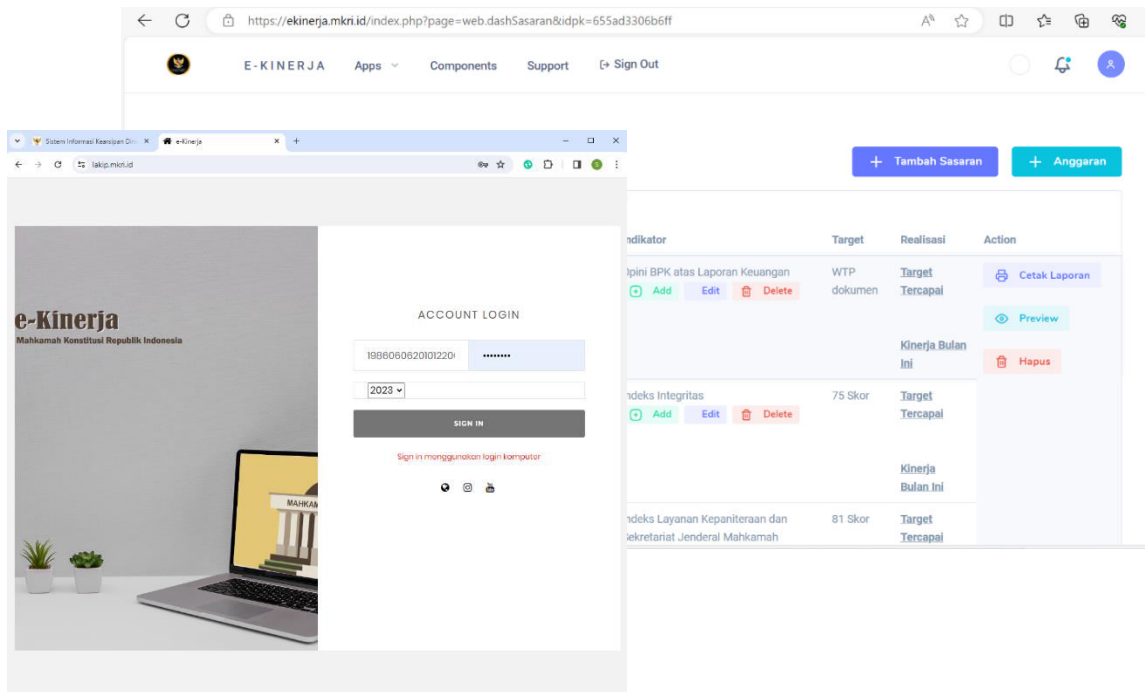 https://ekinerja.mkri.id/index.php?page=web.dashSasaran&idpk=655ad3306b6ff
E-KINERJA Apps Components Support Sign Out
+ Tambah Sasaran + Anggaran
ndikator Target Realisasi Action
Opini BPK atas Laporan Keuangan WTP Target Cetak Laporan
Add Edit Delete dokumen Tercapai
Preview
Kinerja Bulan
Ini Hapus
ndeks Integritas 75 Skor Target
Add Edit Delete Tercapai
Kinerja
Bulan Ini
ndeks Layanan Kepaniteraan dan 81 Skor Target
Sekretariat Jenderal Mahkamah Tercapai
Sistem Informasi Kearsipan e-Kinerja
lakip.mkri.id
e-Kinerja
Mahkamah Konstitusi Republik Indonesia
MAHKAM
ACCOUNT LOGIN
1986060620101220
2023
SIGN IN
Sign in menggunakan login komputer